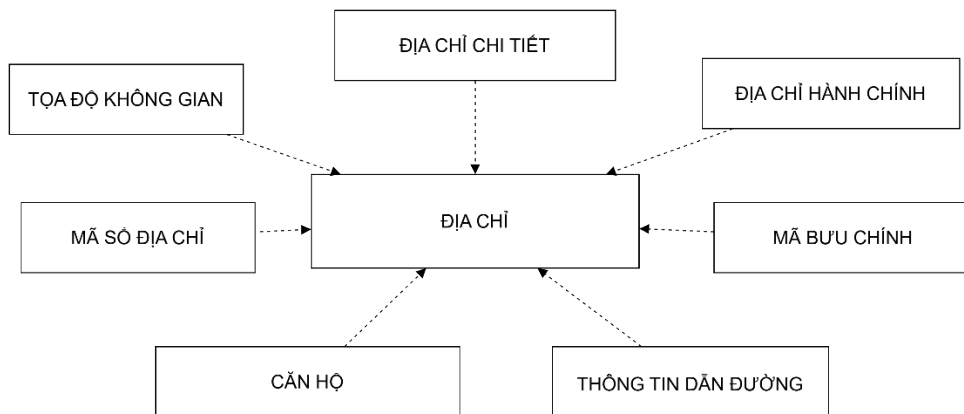 ĐỊA CHỈ CHI TIẾT
TỌA ĐỘ KHÔNG GIAN
ĐỊA CHỈ HÀNH CHÍNH
MÃ SỐ ĐỊA CHỈ
ĐỊA CHỈ
MÃ BƯU CHÍNH
CĂN HỘ
THÔNG TIN DẪN ĐƯỜNG